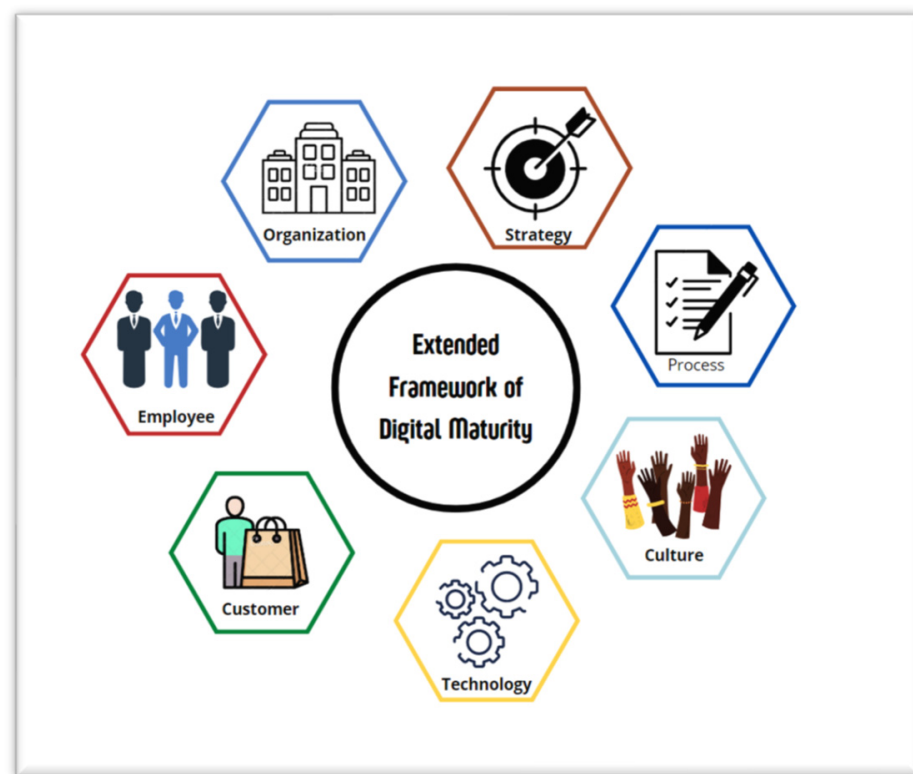 Organization
Strategy
Process
Employee
Extended
Framework of
Digital Maturity
Culture
Customer
Technology